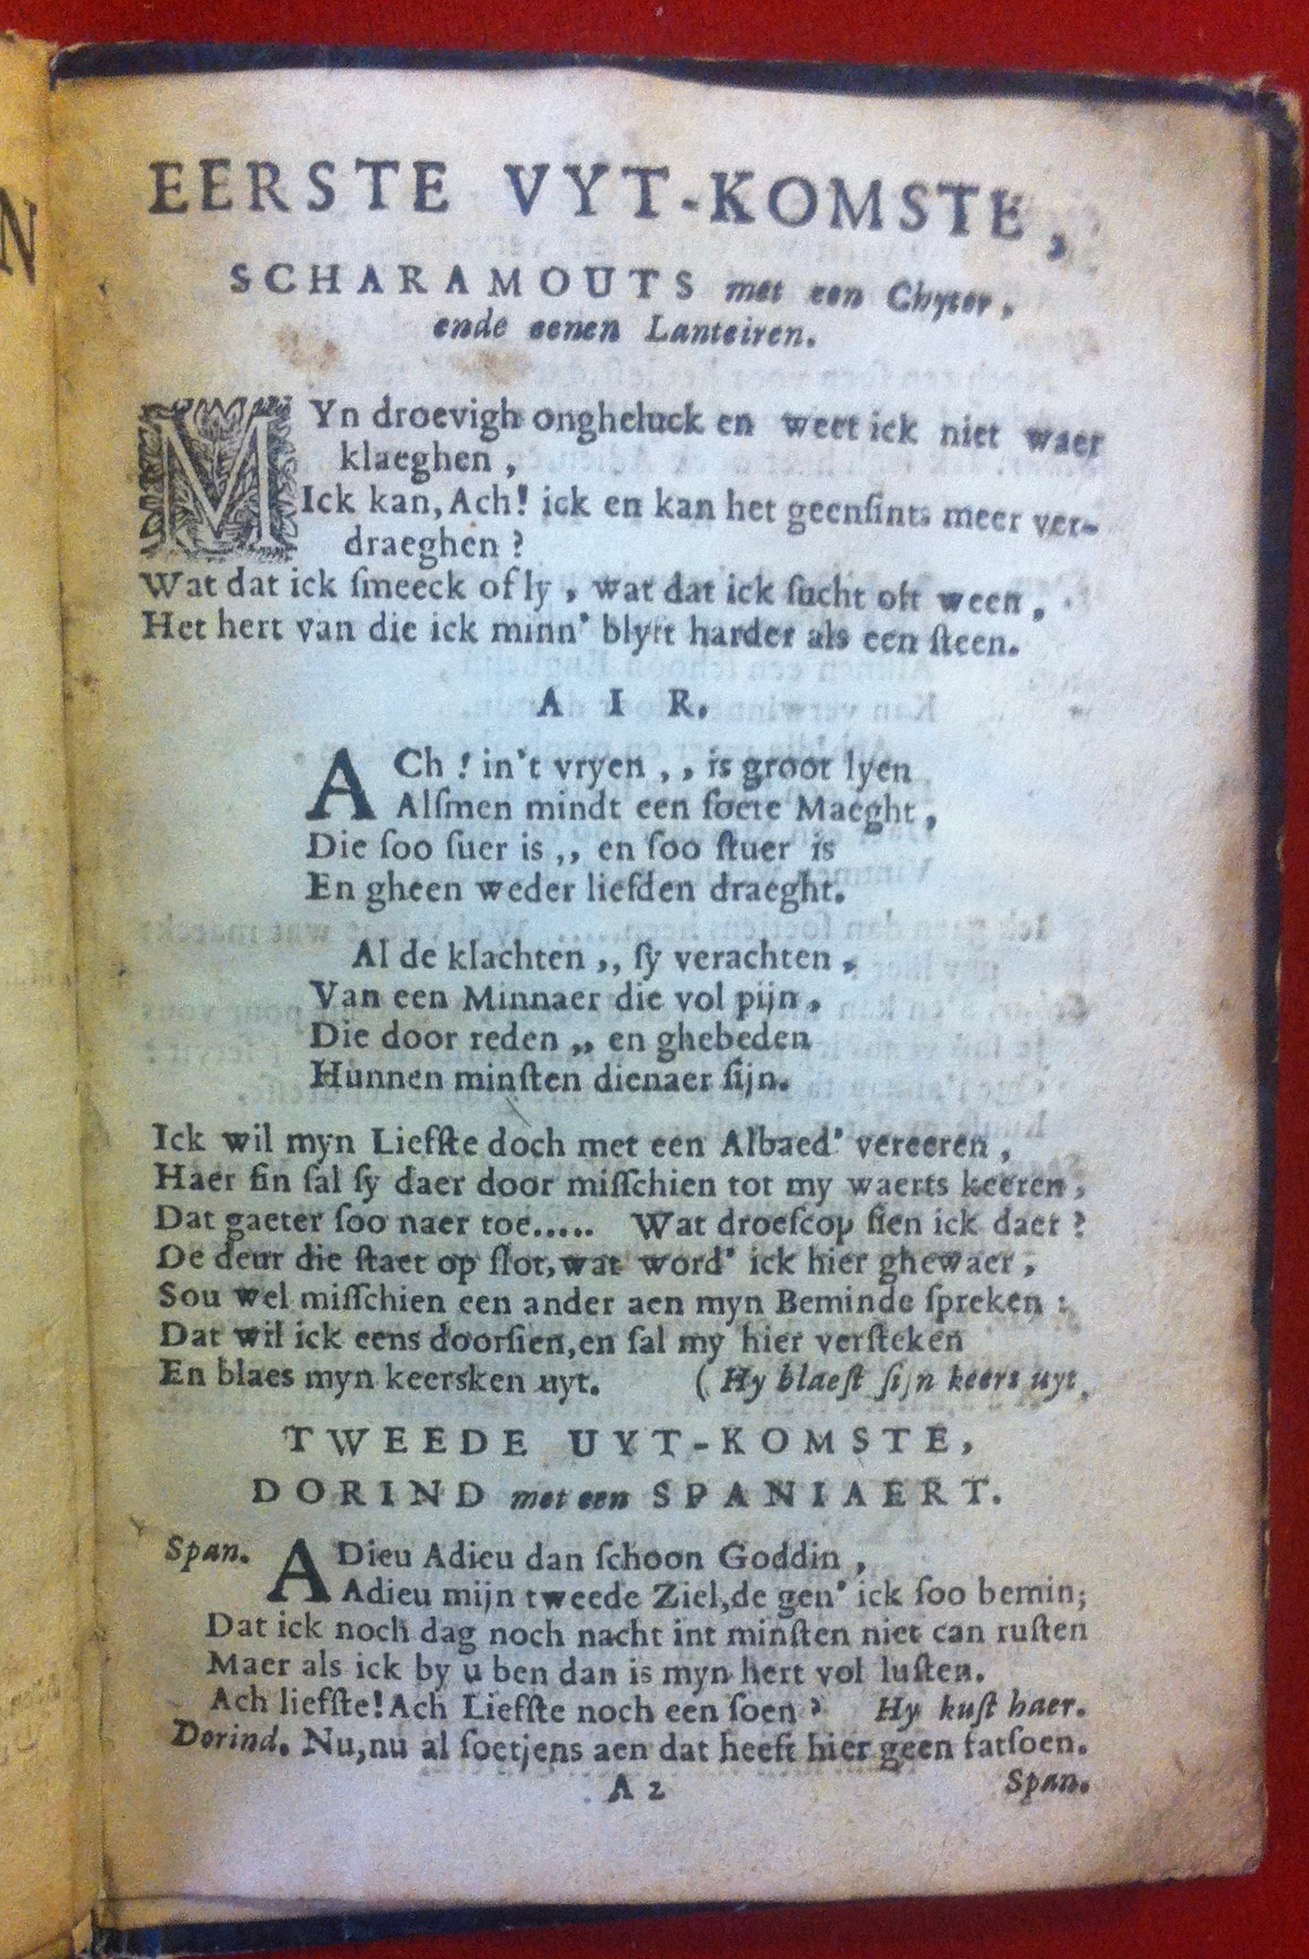 EERSTE VYT-KOMSTE,
SCHARAMOUTS met een Chyter,
ende eenen Lanteiren.
MYn droevigh ongheluck en weet ick niet waer
klaeghen,
Ick kan, Ach! ick en kan het geenſints meer ver-
draeghen?
Wat dat ick ſmeeck of ly, wat dat ick ſucht oft ween,
Het hert van die ick minn' blyft harder als een ſteen.
AIR.
ACh! in't vryen,, is groot lyen
Alſmen mindt een ſoete Maeght,
Die ſoo ſuer is,, en ſoo ſtuer is
En gheen weder liefden draeght.
Al de klachten,, ſy verachten,
Van een Minnaer die vol pijn,
Die door reden,, en ghebeden
Hunnen minſten dienaer ſijn.
Ick wil myn Liefſte doch met een Albaed' vereeren,
Haer ſin ſal ſy daer door miſſchien tot my waerts keeren,
Dat gaeter ſoo naer toe..... Wat droefcop ſien ick daer?
De deur die ſtaet op ſlot, wat word' ick hier ghewaer,
Sou wel miſſchien een ander aen myn Beminde ſpreken:
Dat wil ick eens doorſien, en ſal my hier verſteken
En blaes myn keersken uyt. (Hy blaeſt ſijn keers uyt.
TWEEDE UYT-KOMSTE,
DORIND met een SPANIAERT.
Span. ADieu Adieu dan ſchoon Goddin,
Adieu mijn tweede Ziel, de gen' ick ſoo bemin;
Dat ick noch dag noch nacht int minſten niet can ruſten
Maer als ick by u ben dan is myn hert vol luſten.
Ach liefſte! Ach Liefſte noch een ſoen? Hy kuſt haer.
Dorind. Nu, nu al ſoetjens aen dat heeft hier geen fatſoen.
A 2
Span.